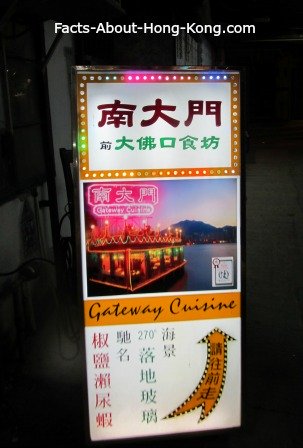 Facts-About-Hong-Kong.com
南大門
前大佛口食坊
南大門
Gateway Cuisine
Gateway Cuisine
海景
270°落地玻璃
馳名
椒鹽瀨尿蝦
請往前走